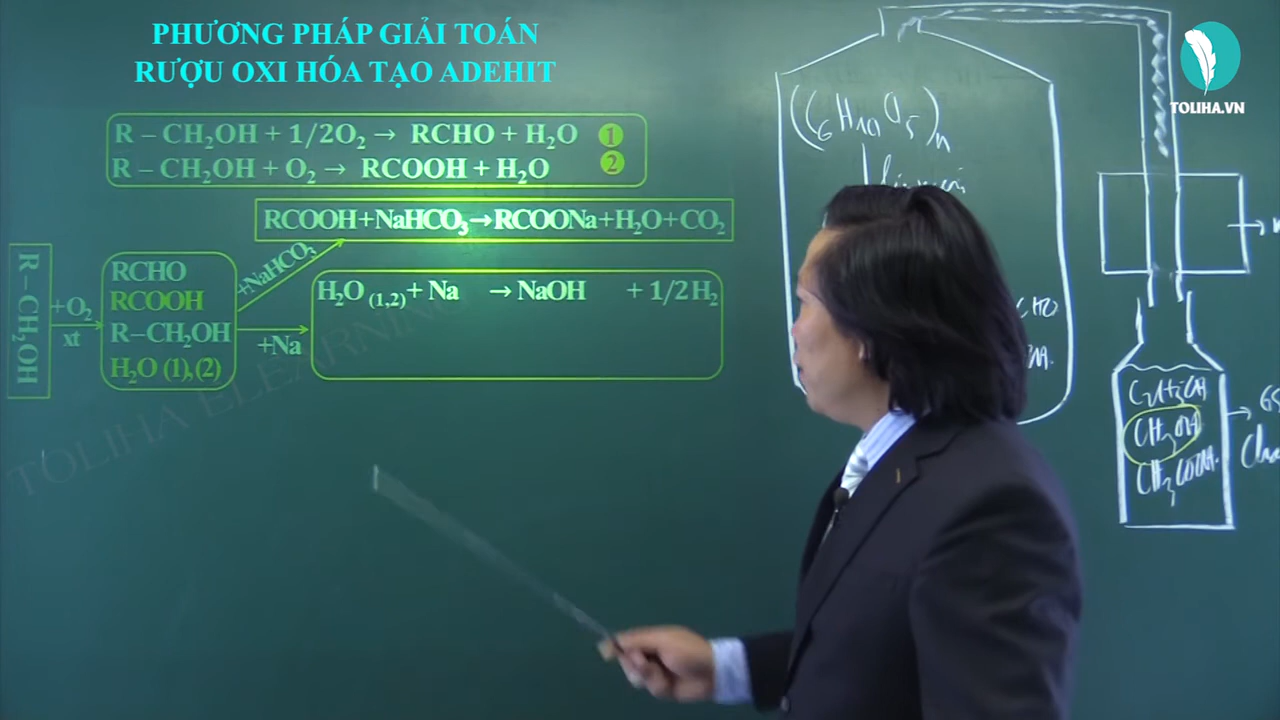 PHƯƠNG PHÁP GIẢI TOÁN
RƯỢU OXI HÓA TẠO ADEHIT
R – CH₂OH + 1/2O₂ → RCHO + H₂O 1
R – CH₂OH + O₂ → RCOOH + H₂O 2
RCOOH+NaHCO₃→RCOONa+H₂O+CO₂
+NaHCO₃
R – CH₂OH
+O₂
xt
RCHO
RCOOH
R – CH₂OH
H₂O (1),(2)
+Na
H₂O (1,2)+ Na → NaOH + 1/2H₂
TOLIHA ELEARNING
TOLIHA.VN
(C₆H₁₀O₅)n
CHO
CH₃OH
CH₃COOH